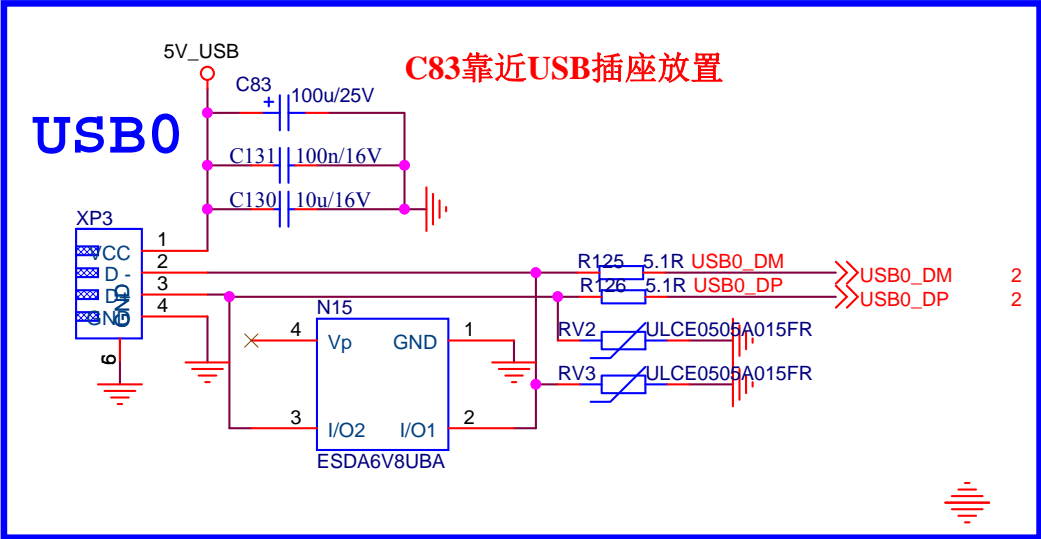 5V_USB
C83靠近USB插座放置
C83
+
100u/25V
USB0
C131
100n/16V
C130
10u/16V
XP3
1
VCC
2
D -
3
D+
4
GND
GND
6
R125
5.1R
USB0_DM
USB0_DM
2
R126
5.1R
USB0_DP
USB0_DP
2
N15
4
Vp
GND
1
3
I/O2
I/O1
2
ESDA6V8UBA
RV2
ULCE0505A015FR
RV3
ULCE0505A015FR